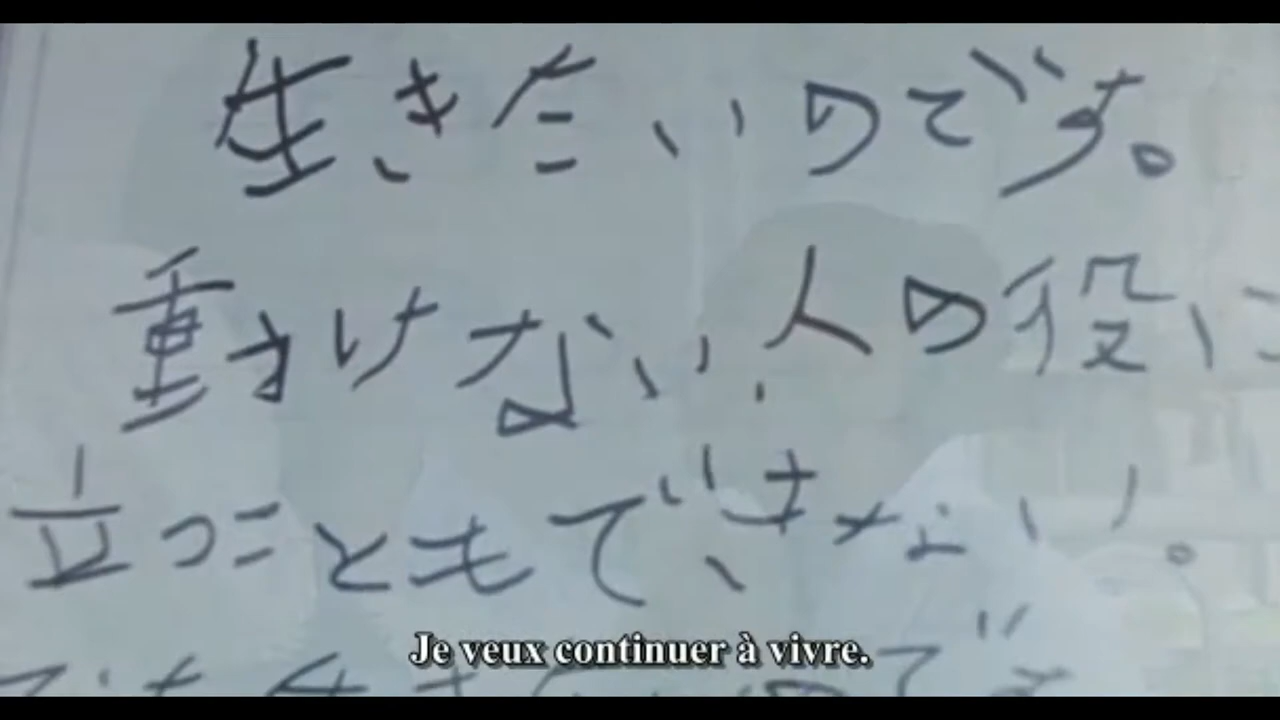 生きたいのです。
動けない、人の役に
立つこともできない。
Je veux continuer à vivre.